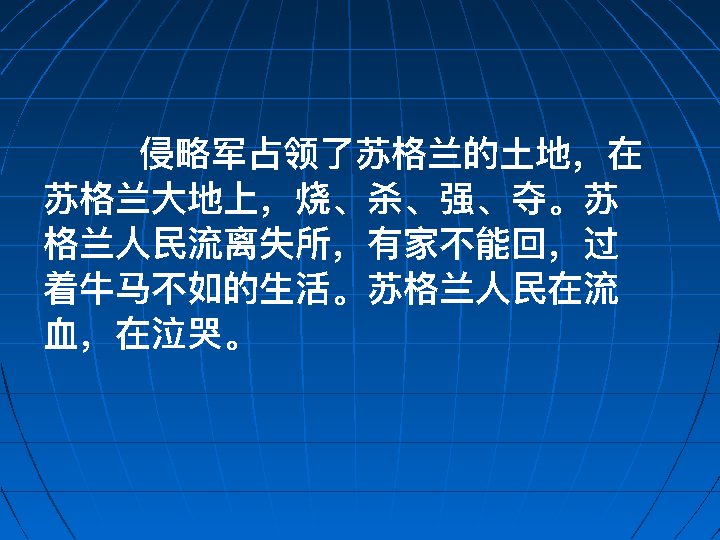 侵略军占领了苏格兰的土地，在
苏格兰大地上，烧、杀、强、夺。苏
格兰人民流离失所，有家不能回，过
着牛马不如的生活。苏格兰人民在流
血，在泣哭。